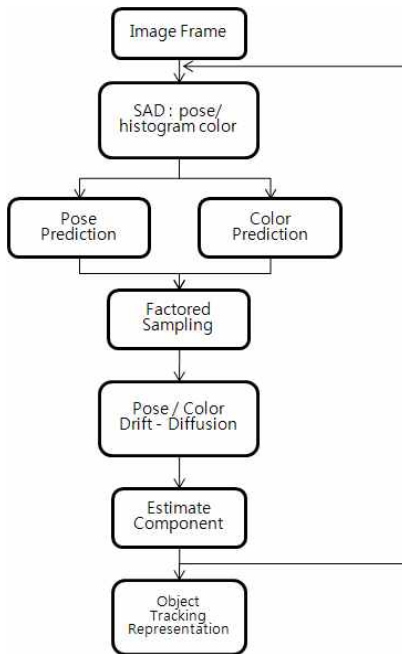 Image Frame
SAD : pose/
histogram color
Pose
Prediction
Color
Prediction
Factored
Sampling
Pose / Color
Drift - Diffusion
Estimate
Component
Object
Tracking
Representation